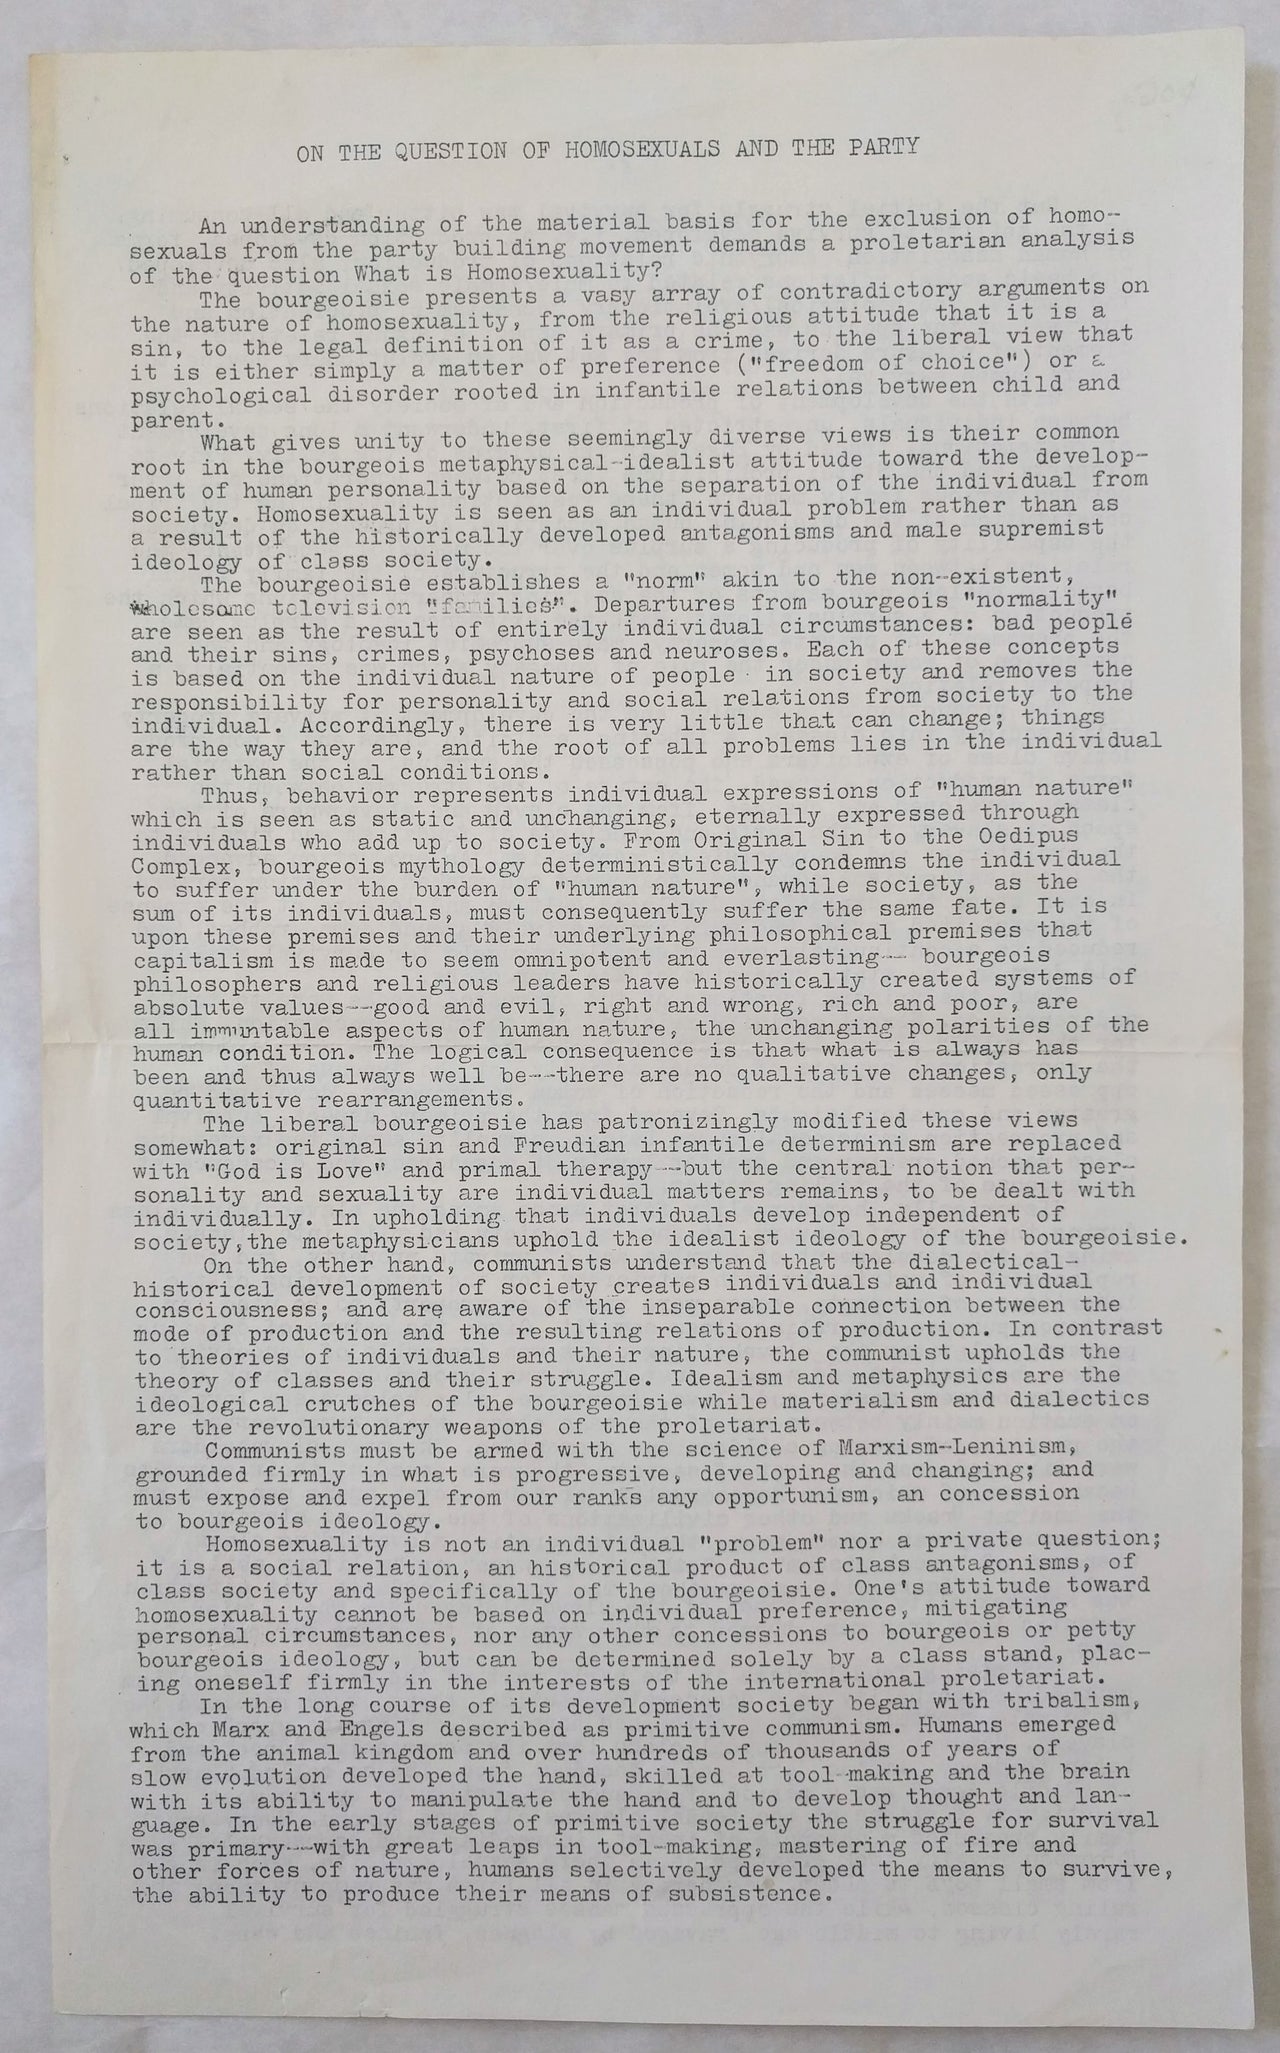 ON THE QUESTION OF HOMOSEXUALS AND THE PARTY
An understanding of the material basis for the exclusion of homo-
sexuals from the party building movement demands a proletarian analysis
of the question What is Homosexuality?
The bourgeoisie presents a vasy array of contradictory arguments on
the nature of homosexuality, from the religious attitude that it is a
sin, to the legal definition of it as a crime, to the liberal view that
it is either simply a matter of preference ("freedom of choice") or a
psychological disorder rooted in infantile relations between child and
parent.
What gives unity to these seemingly diverse views is their common
root in the bourgeois metaphysical-idealist attitude toward the develop-
ment of human personality based on the separation of the individual from
society. Homosexuality is seen as an individual problem rather than as
a result of the historically developed antagonisms and male supremist
ideology of class society.
The bourgeoisie establishes a "norm" akin to the non-existent,
wholesome television "families". Departures from bourgeois "normality"
are seen as the result of entirely individual circumstances: bad people
and their sins, crimes, psychoses and neuroses. Each of these concepts
is based on the individual nature of people in society and removes the
responsibility for personality and social relations from society to the
individual. Accordingly, there is very little that can change; things
are the way they are, and the root of all problems lies in the individual
rather than social conditions.
Thus, behavior represents individual expressions of "human nature"
which is seen as static and unchanging, eternally expressed through
individuals who add up to society. From Original Sin to the Oedipus
Complex, bourgeois mythology deterministically condemns the individual
to suffer under the burden of "human nature", while society, as the
sum of its individuals, must consequently suffer the same fate. It is
upon these premises and their underlying philosophical premises that
capitalism is made to seem omnipotent and everlasting-- bourgeois
philosophers and religious leaders have historically created systems of
absolute values--good and evil, right and wrong, rich and poor, are
all immuntable aspects of human nature, the unchanging polarities of the
human condition. The logical consequence is that what is always has
been and thus always well be--there are no qualitative changes, only
quantitative rearrangements.
The liberal bourgeoisie has patronizingly modified these views
somewhat: original sin and Freudian infantile determinism are replaced
with "God is Love" and primal therapy--but the central notion that per-
sonality and sexuality are individual matters remains, to be dealt with
individually. In upholding that individuals develop independent of
society,the metaphysicians uphold the idealist ideology of the bourgeoisie.
On the other hand, communists understand that the dialectical-
historical development of society creates individuals and individual
consciousness; and are aware of the inseparable connection between the
mode of production and the resulting relations of production. In contrast
to theories of individuals and their nature, the communist upholds the
theory of classes and their struggle. Idealism and metaphysics are the
ideological crutches of the bourgeoisie while materialism and dialectics
are the revolutionary weapons of the proletariat.
Communists must be armed with the science of Marxism-Leninism,
grounded firmly in what is progressive, developing and changing; and
must expose and expel from our ranks any opportunism, an concession
to bourgeois ideology.
Homosexuality is not an individual "problem" nor a private question;
it is a social relation, an historical product of class antagonisms, of
class society and specifically of the bourgeoisie. One's attitude toward
homosexuality cannot be based on individual preference, mitigating
personal circumstances, nor any other concessions to bourgeois or petty
bourgeois ideology, but can be determined solely by a class stand, plac-
ing oneself firmly in the interests of the international proletariat.
In the long course of its development society began with tribalism,
which Marx and Engels described as primitive communism. Humans emerged
from the animal kingdom and over hundreds of thousands of years of
slow evolution developed the hand, skilled at tool-making and the brain
with its ability to manipulate the hand and to develop thought and lan-
guage. In the early stages of primitive society the struggle for survival
was primary--with great leaps in tool-making, mastering of fire and
other forces of nature, humans selectively developed the means to survive,
the ability to produce their means of subsistence.